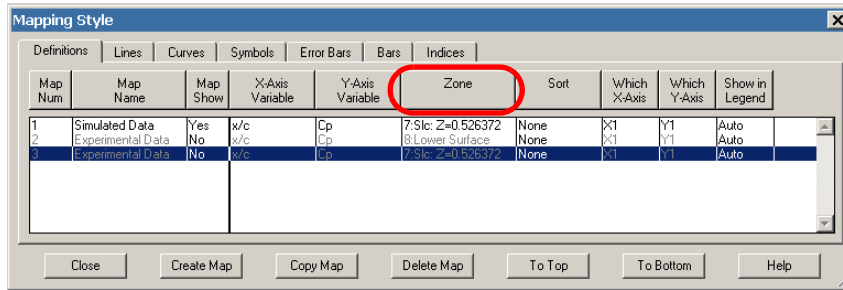 Mapping Style
Definitions Lines Curves Symbols Error Bars Bars Indices
Map Num Map Name Map Show X-Axis Variable Y-Axis Variable Zone Sort Which X-Axis Which Y-Axis Show in Legend
1 Simulated Data Yes x/c Cp 7:Slc: Z=0.526372 None X1 Y1 Auto
2 Experimental Data No x/c Cp 8:Lower Surface None X1 Y1 Auto
3 Experimental Data No x/c Cp 7:Slc: Z=0.526372 None X1 Y1 Auto
Close Create Map Copy Map Delete Map To Top To Bottom Help